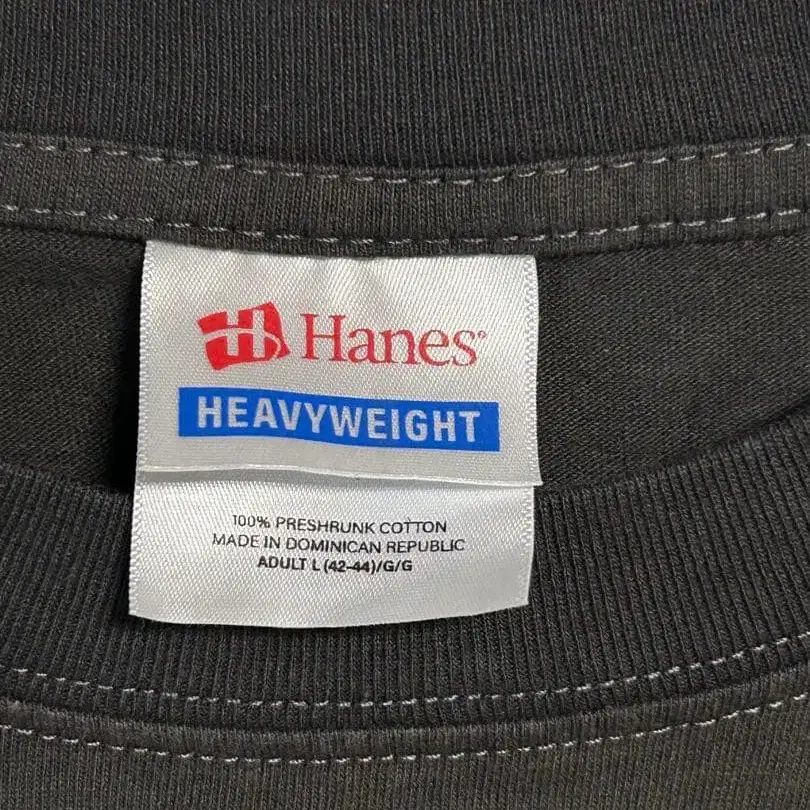 Hanes®
HEAVYWEIGHT
100% PRESHRUNK COTTON
MADE IN DOMINICAN REPUBLIC
ADULT L (42-44)/G/G